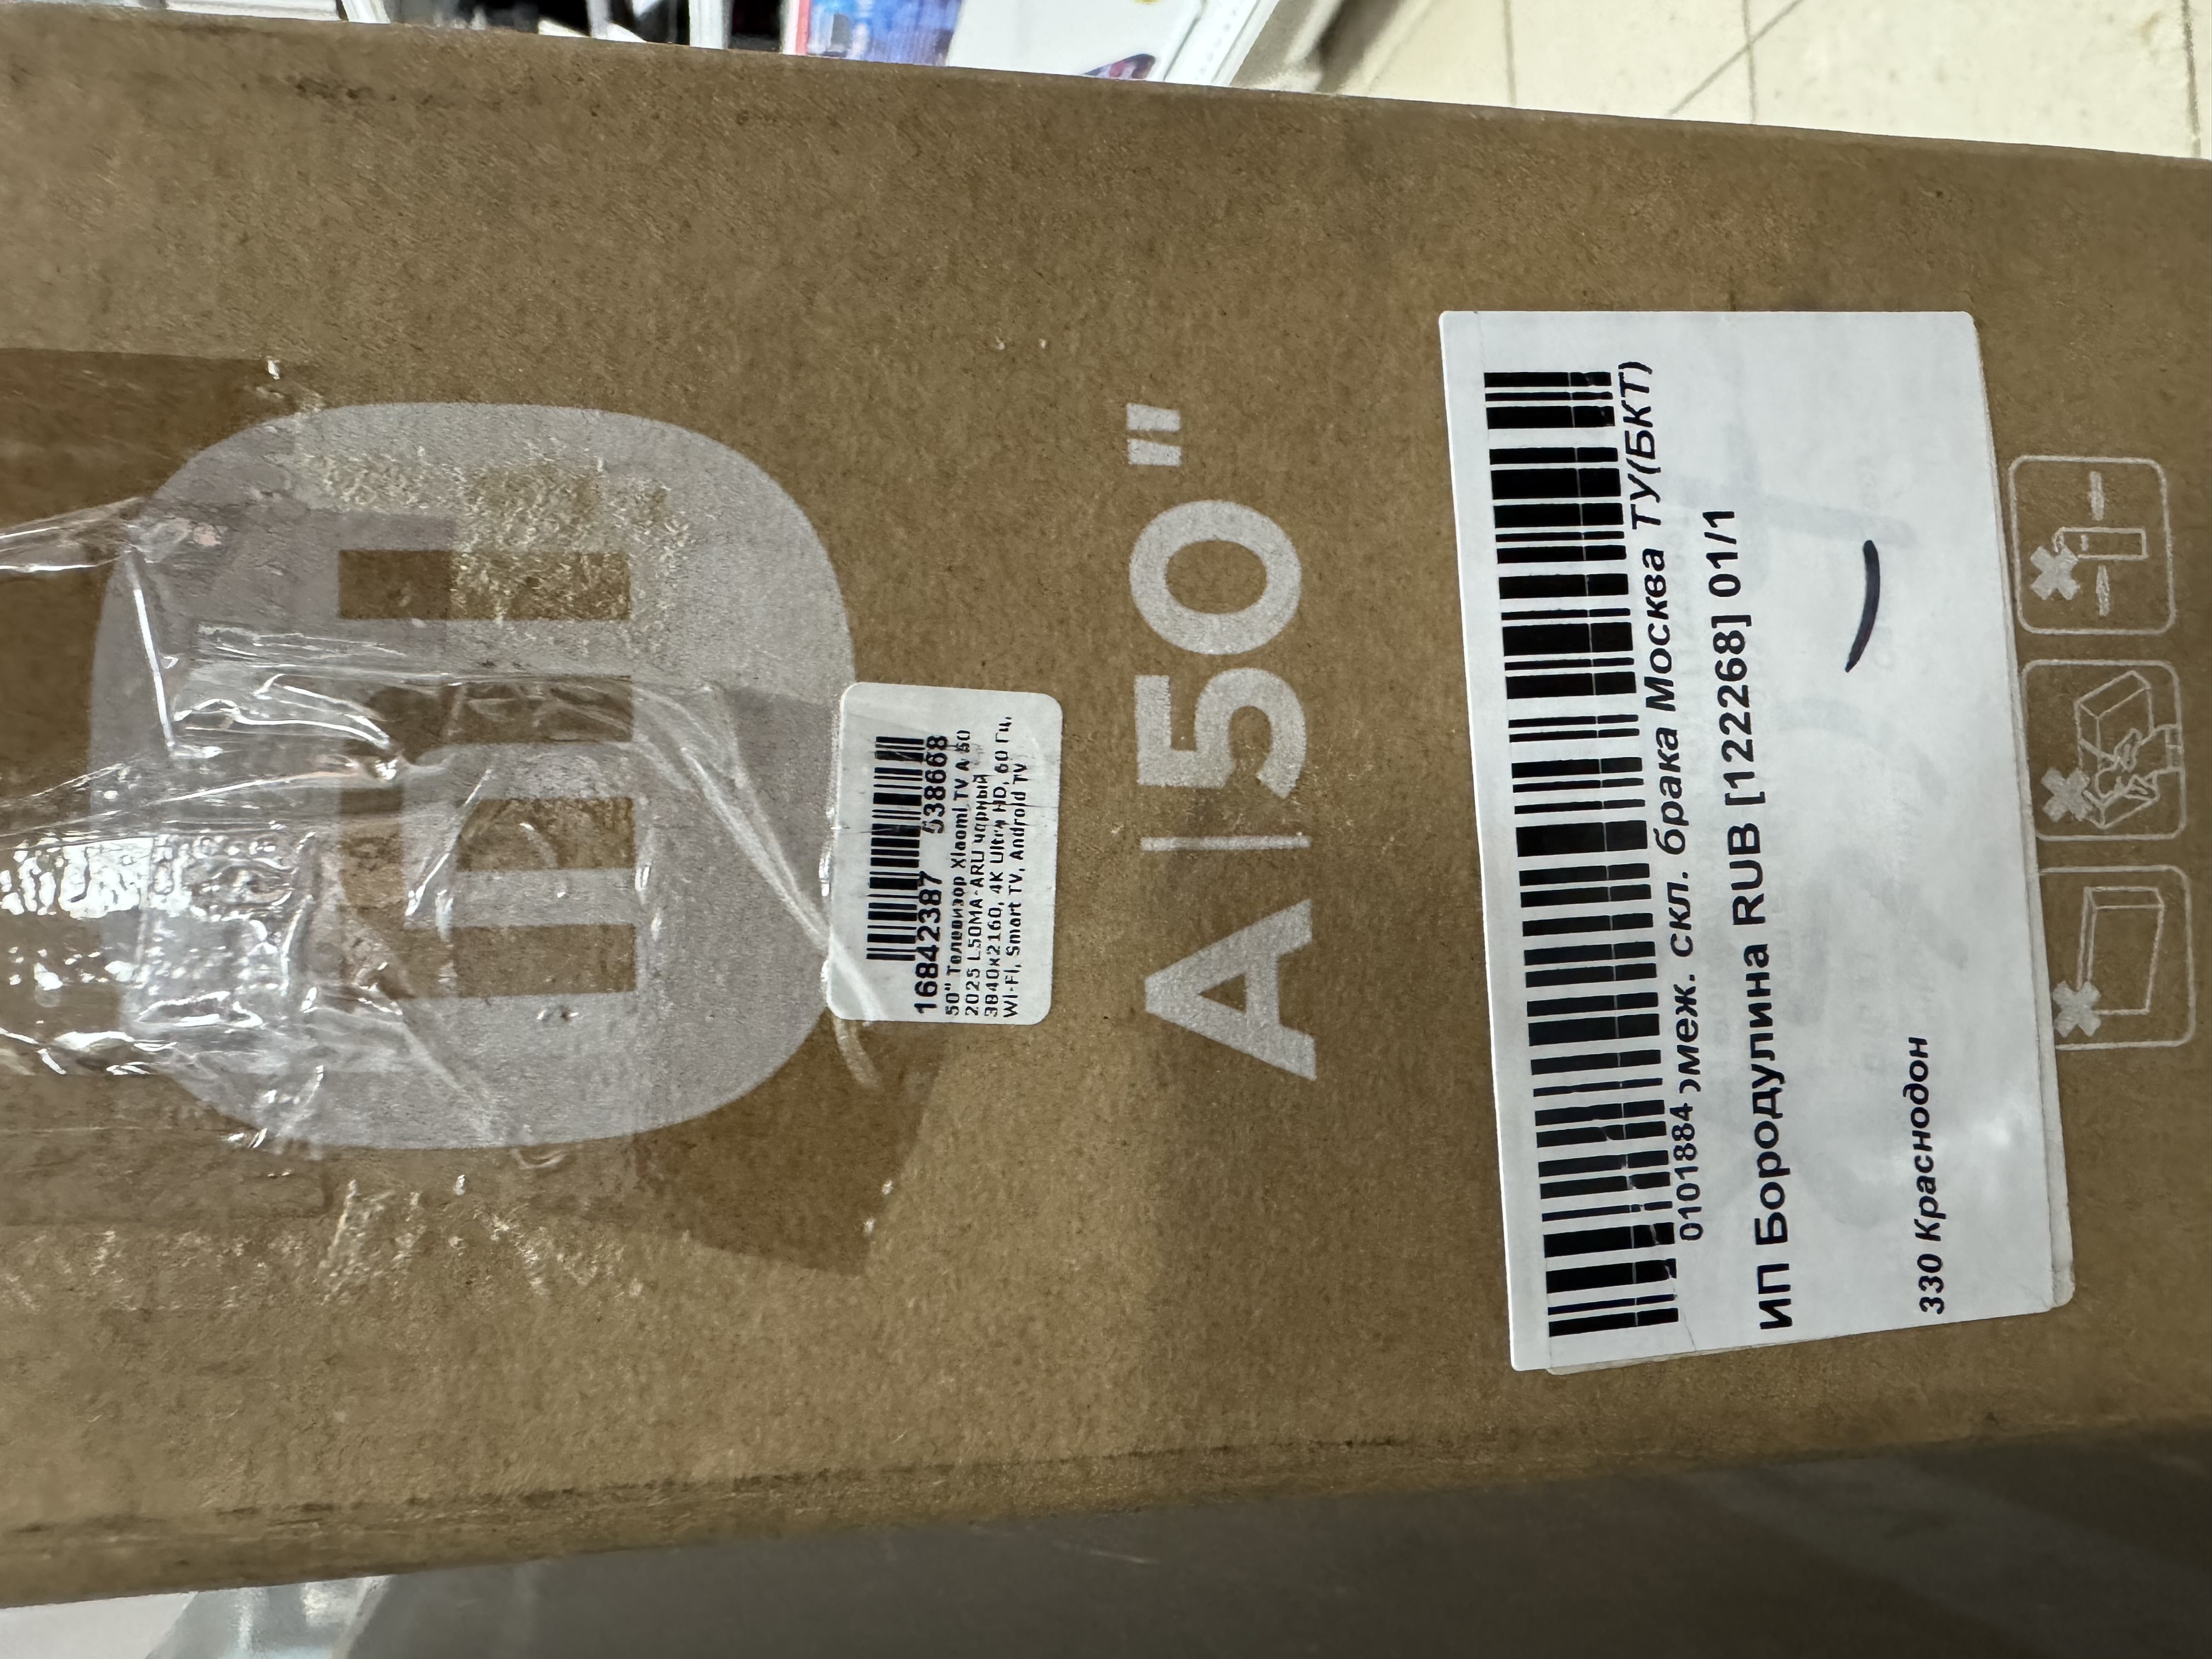 mi
A|50"
16842387 5388668
50" Телевизор Xiaomi TV A 50
2025 L50MA-ARU черный
3840x2160, 4K Ultra HD, 60 Гц,
Wi-Fi, Smart TV, Android TV
0101884 меж. скл. брака Москва ТУ(БКТ)
ИП Бородулина RUB [122268] 01/1
330 Краснодон